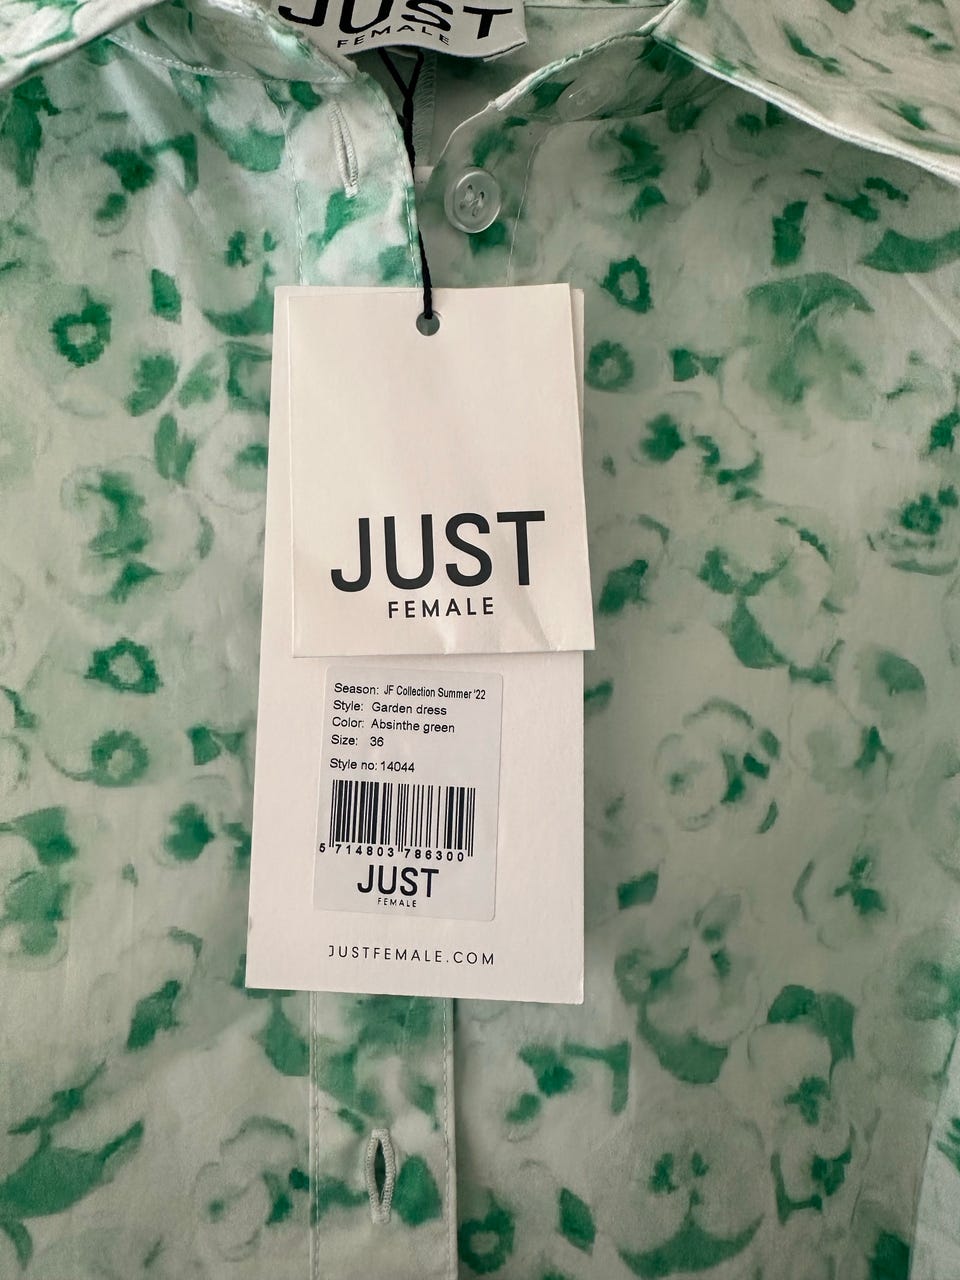 JUST
FEMALE
JUST
FEMALE
Season: JF Collection Summer '22
Style: Garden dress
Color: Absinthe green
Size: 36
Style no: 14044
5 714803 786300
JUST
FEMALE
JUSTFEMALE.COM